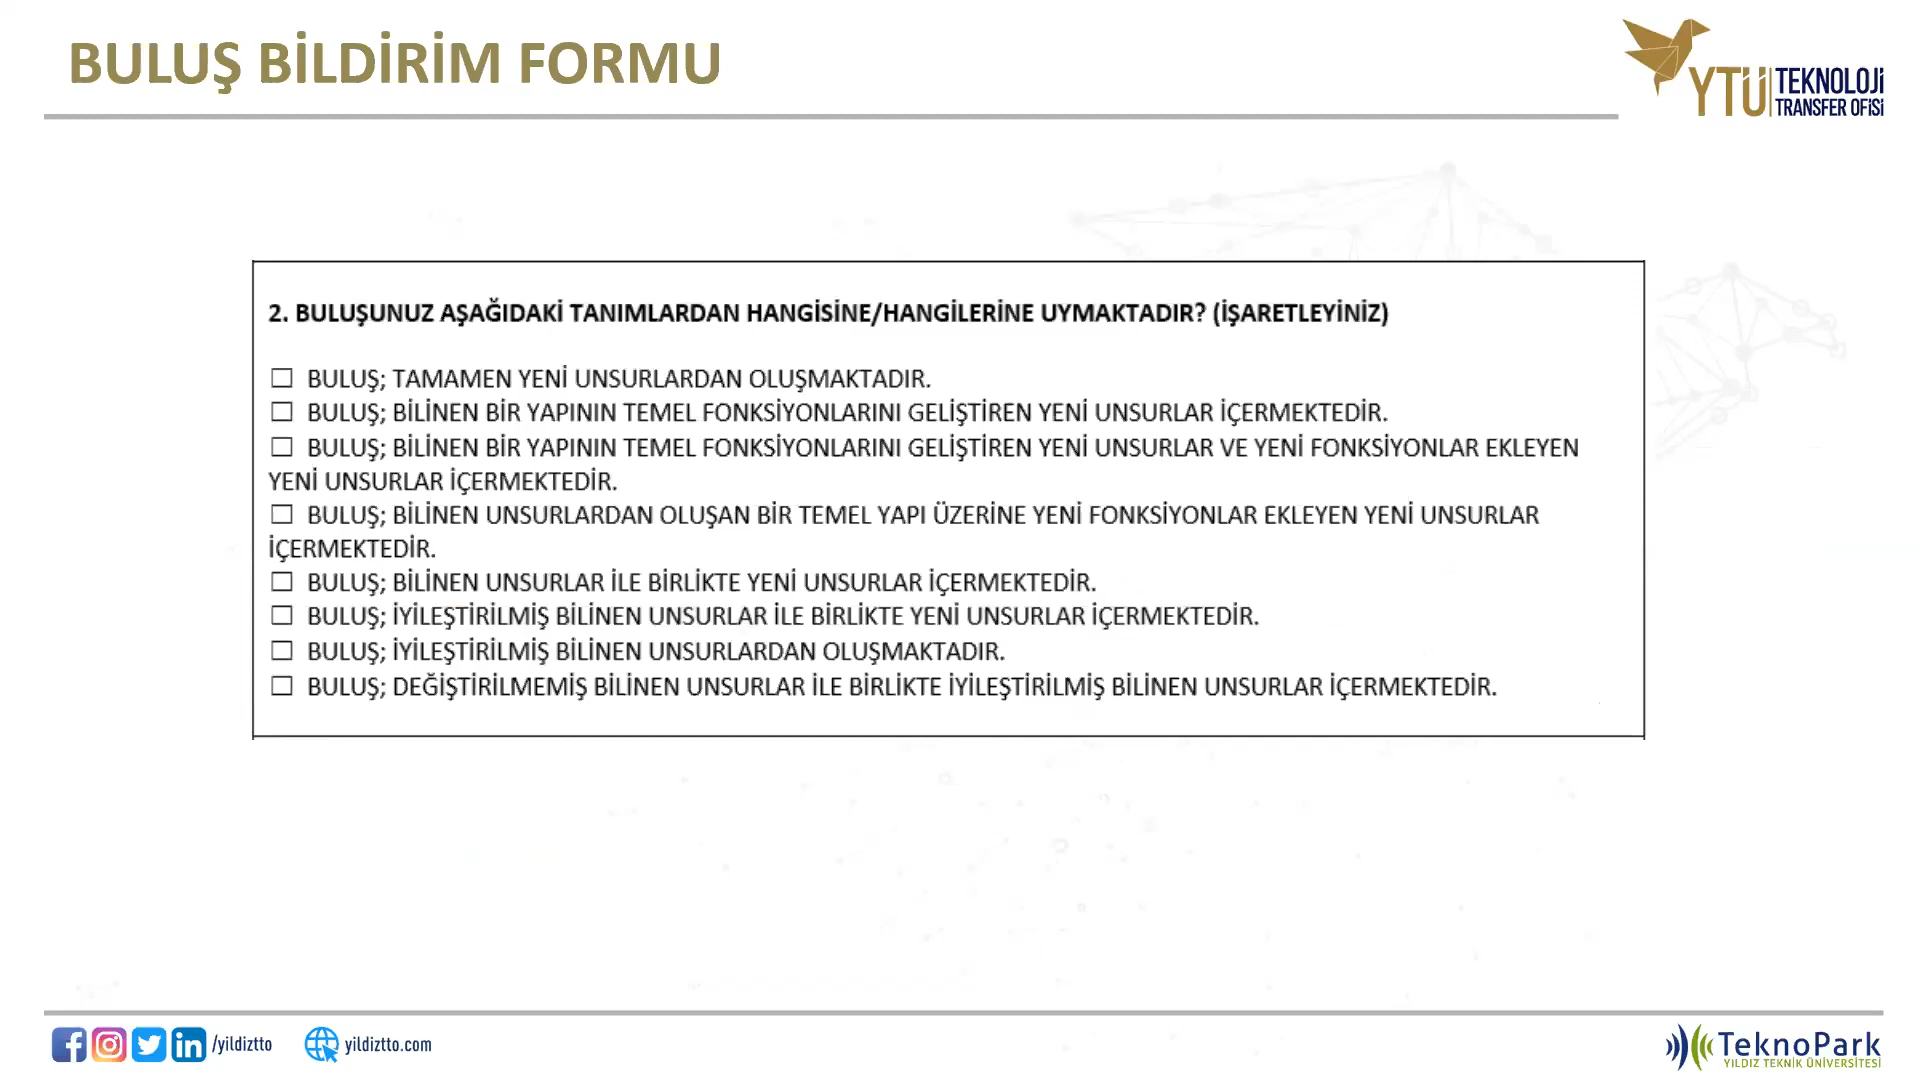 BULUŞ BİLDİRİM FORMU
YTÜ TEKNOLOJİ
TRANSFER OFİSİ
2. BULUŞUNUZ AŞAĞIDAKİ TANIMLARDAN HANGİSİNE/HANGİLERİNE UYMAKTADIR? (İŞARETLEYİNİZ)
☐ BULUŞ; TAMAMEN YENİ UNSURLARDAN OLUŞMAKTADIR.
☐ BULUŞ; BİLİNEN BİR YAPININ TEMEL FONKSİYONLARINI GELİŞTİREN YENİ UNSURLAR İÇERMEKTEDİR.
☐ BULUŞ; BİLİNEN BİR YAPININ TEMEL FONKSİYONLARINI GELİŞTİREN YENİ UNSURLAR VE YENİ FONKSİYONLAR EKLEYEN
YENİ UNSURLAR İÇERMEKTEDİR.
☐ BULUŞ; BİLİNEN UNSURLARDAN OLUŞAN BİR TEMEL YAPI ÜZERİNE YENİ FONKSİYONLAR EKLEYEN YENİ UNSURLAR
İÇERMEKTEDİR.
☐ BULUŞ; BİLİNEN UNSURLAR İLE BİRLİKTE YENİ UNSURLAR İÇERMEKTEDİR.
☐ BULUŞ; İYİLEŞTİRİLMİŞ BİLİNEN UNSURLAR İLE BİRLİKTE YENİ UNSURLAR İÇERMEKTEDİR.
☐ BULUŞ; İYİLEŞTİRİLMİŞ BİLİNEN UNSURLARDAN OLUŞMAKTADIR.
☐ BULUŞ; DEĞİŞTİRİLMEMİŞ BİLİNEN UNSURLAR İLE BİRLİKTE İYİLEŞTİRİLMİŞ BİLİNEN UNSURLAR İÇERMEKTEDİR.
/yildiztto
yildiztto.com
TeknoPark
YILDIZ TEKNİK ÜNİVERSİTESİ